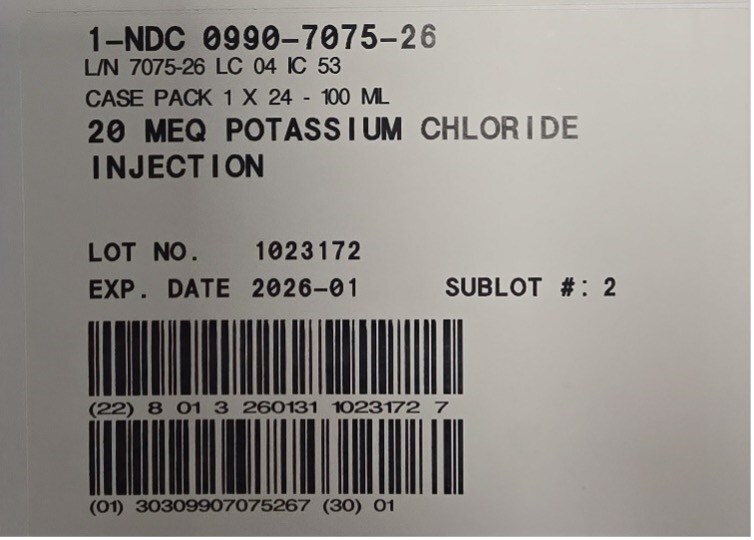 1-NDC 0990-7075-26
L/N 7075-26 LC 04 IC 53
CASE PACK 1 X 24 - 100 ML
20 MEQ POTASSIUM CHLORIDE
INJECTION
LOT NO. 1023172
EXP. DATE 2026-01 SUBLOT #: 2
(22) 8 01 3 260131 1023172 7
(01) 30309907075267 (30) 01